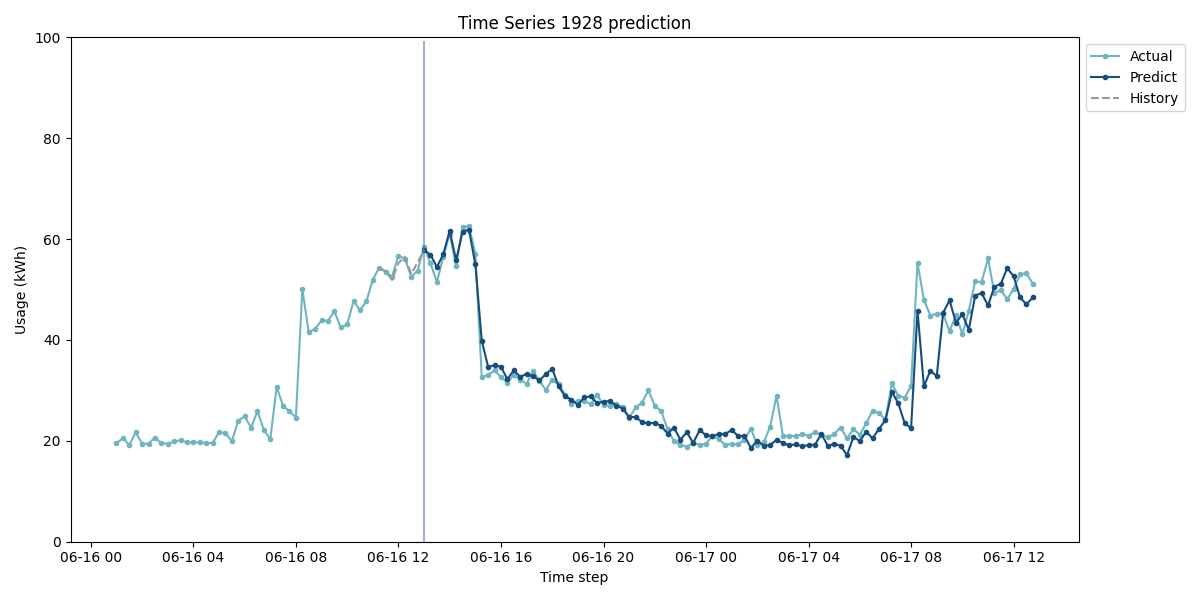 Time Series 1928 prediction
100
80
60
40
20
0
Usage (kWh)
06-16 00
06-16 04
06-16 08
06-16 12
06-16 16
06-16 20
06-17 00
06-17 04
06-17 08
06-17 12
Time step
Actual
Predict
History